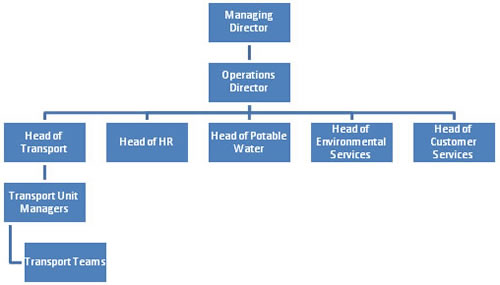 Managing
Director
Operations
Director
Head of
Transport
Head of HR
Head of Potable
Water
Head of
Environmental
Services
Head of
Customer
Services
Transport Unit
Managers
Transport Teams